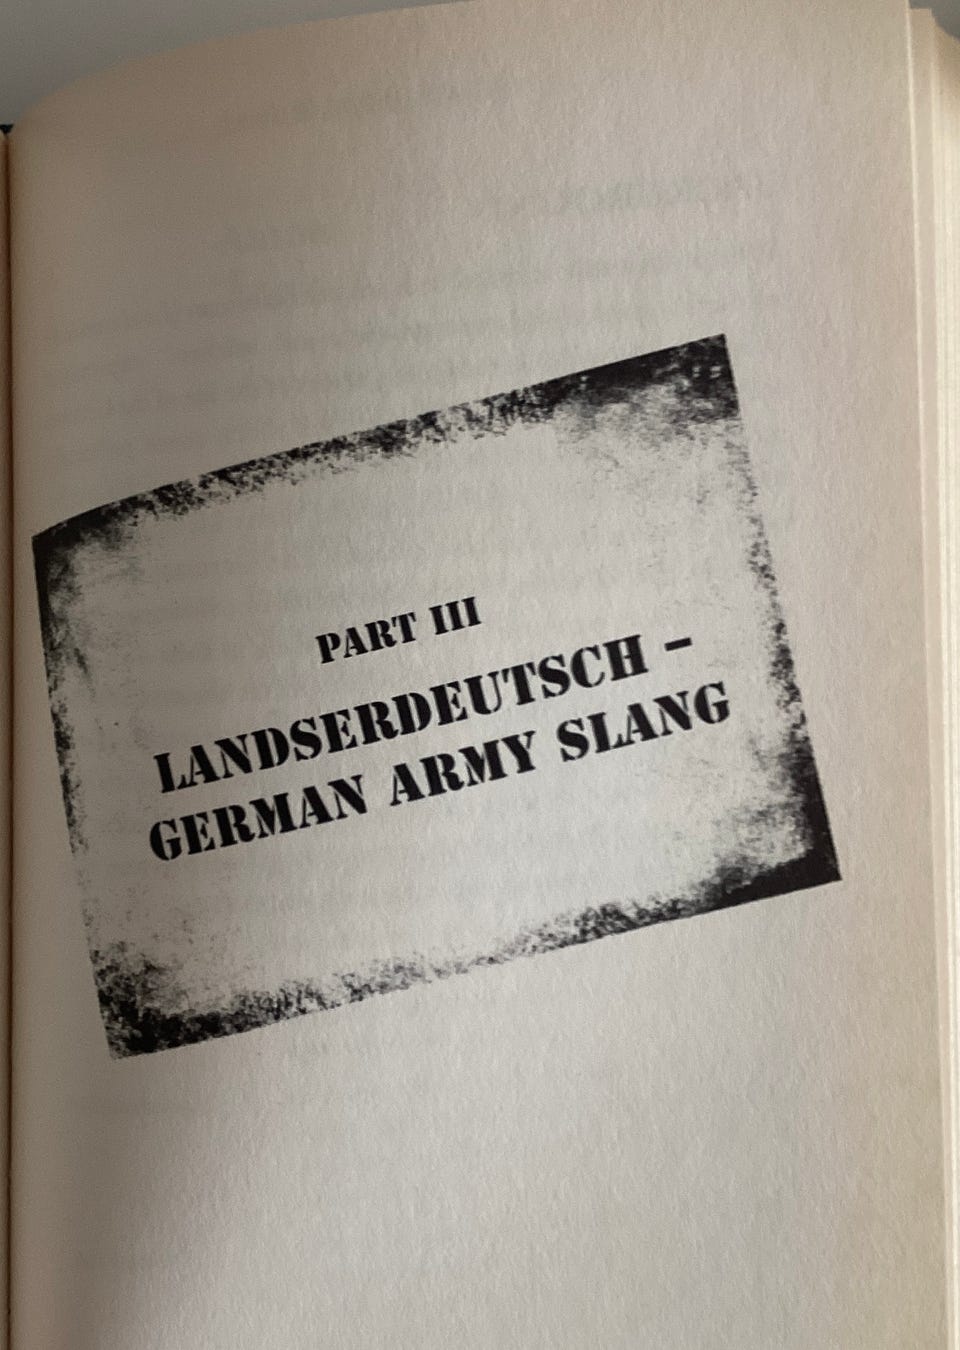 PART III
LANDSERDEUTSCH –
GERMAN ARMY SLANG